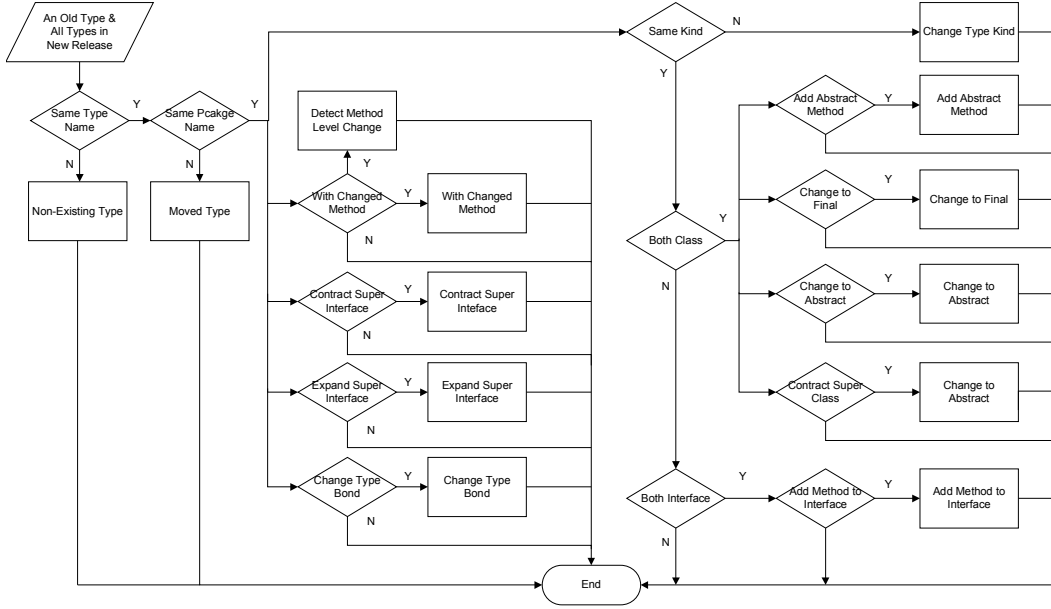 An Old Type &
All Types in
New Release
Same Type
Name
Y
N
Non-Existing Type
Same Pcakge
Name
Y
N
Moved Type
Detect Method
Level Change
Y
With Changed
Method
Y
N
With Changed
Method
Contract Super
Interface
Y
N
Contract Super
Inteface
Expand Super
Interface
Y
N
Expand Super
Interface
Change Type
Bond
Y
N
Change Type
Bond
Same Kind
N
Y
Change Type Kind
Both Class
Y
N
Add Abstract
Method
Y
Add Abstract
Method
Change to
Final
Y
Change to Final
Change to
Abstract
Y
Change to
Abstract
Contract Super
Class
Y
Change to
Abstract
Both Interface
Y
N
Add Method to
Interface
Y
Add Method to
Interface
End